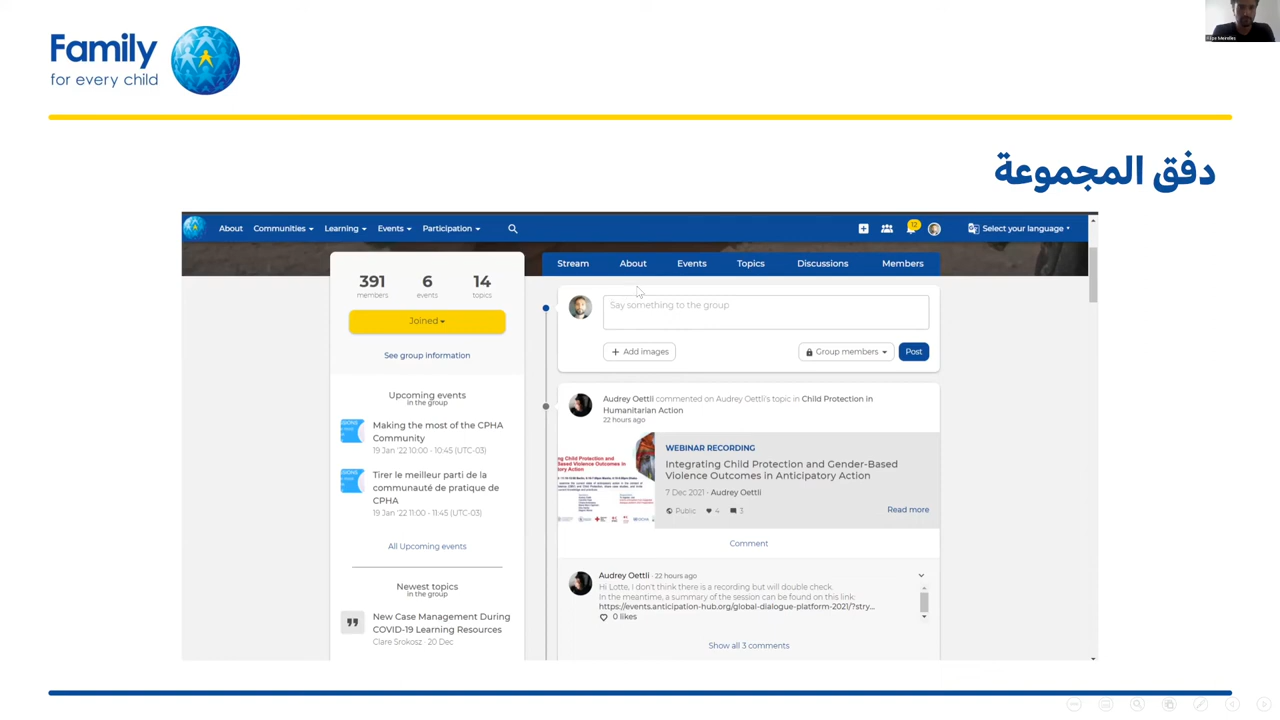 Family
for every child
دفق المجموعة
About
Communities
Learning
Events
Participation
12
Select your language
391
members
6
events
14
topics
Joined
See group information
Upcoming events
in the group
Making the most of the CPHA
Community
19 Jan '22 10:00 - 10:45 (UTC-03)
Tirer le meilleur parti de la
communauté de pratique de
CPHA
19 Jan '22 11:00 - 11:45 (UTC-03)
All Upcoming events
Newest topics
in the group
New Case Management During
COVID-19 Learning Resources
Clare Srokosz · 20 Dec
Stream
About
Events
Topics
Discussions
Members
Say something to the group
+ Add images
Group members
Post
Audrey Oettli commented on Audrey Oettli's topic in Child Protection in
Humanitarian Action
22 hours ago
WEBINAR RECORDING
Integrating Child Protection and Gender-Based
Violence Outcomes in Anticipatory Action
7 Dec 2021 · Audrey Oettli
Public
4
3
Read more
Comment
Audrey Oettli · 22 hours ago
Hi Lotte, I don't think there is a recording but will double check.
In the meantime, a summary of the session can be found on this link:
https://events.anticipation-hub.org/global-dialogue-platform-2021/?stry...
0 likes
Show all 3 comments